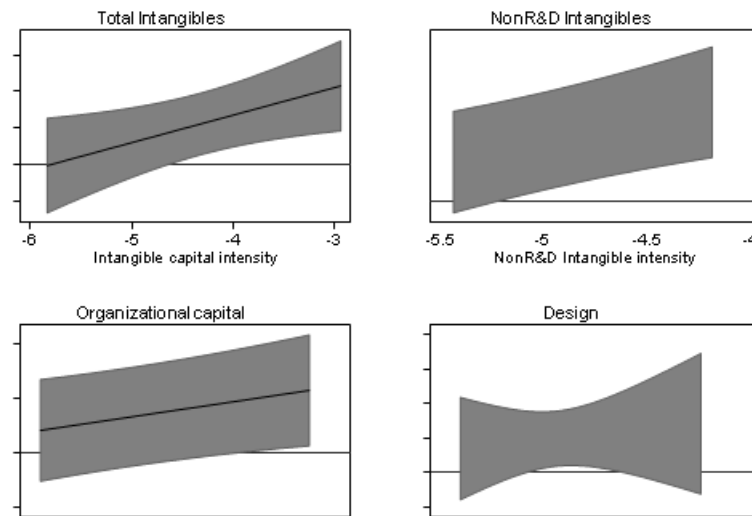 Total Intangibles
NonR&D Intangibles
-6 -5 -4 -3
-5.5 -5 -4.5
Intangible capital intensity
NonR&D Intangible intensity
Organizational capital
Design